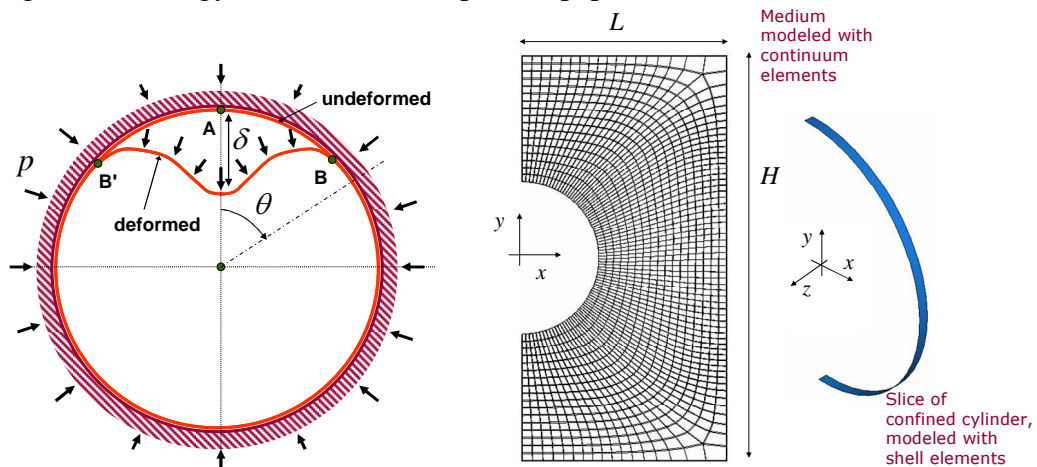 L
Medium
modeled with
continuum
elements
undeformed
A
δ
p
B'
B
H
θ
deformed
y
x
y
x
z
Slice of
confined cylinder,
modeled with
shell elements